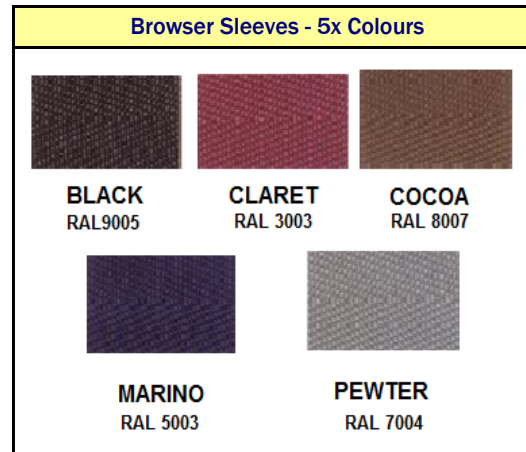 Browser Sleeves - 5x Colours
BLACK CLARET COCOA
RAL9005 RAL 3003 RAL 8007
MARINO PEWTER
RAL 5003 RAL 7004